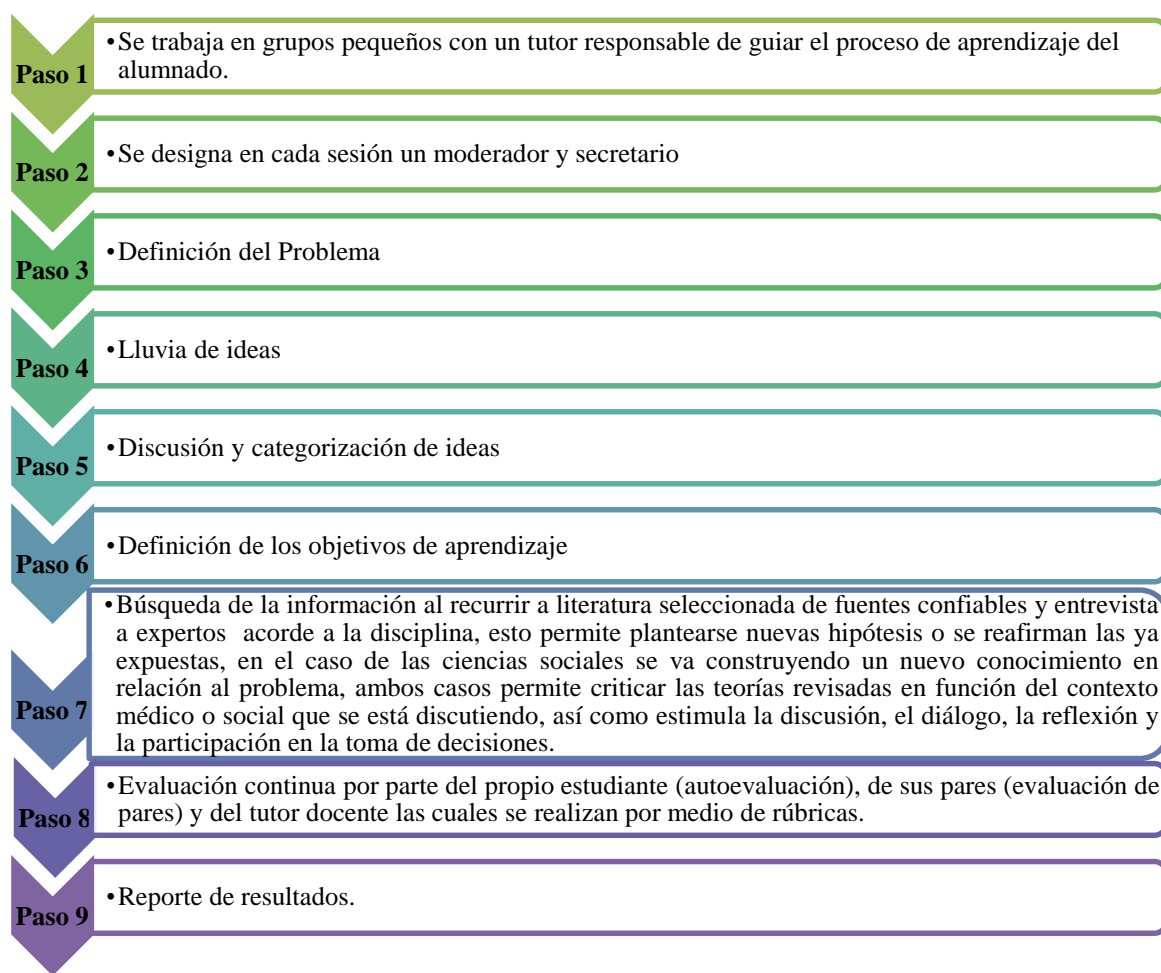 Paso 1
•Se trabaja en grupos pequeños con un tutor responsable de guiar el proceso de aprendizaje del
alumnado.
Paso 2
•Se designa en cada sesión un moderador y secretario
Paso 3
•Definición del Problema
Paso 4
•Lluvia de ideas
Paso 5
•Discusión y categorización de ideas
Paso 6
•Definición de los objetivos de aprendizaje
Paso 7
•Búsqueda de la información al recurrir a literatura seleccionada de fuentes confiables y entrevista
a expertos acorde a la disciplina, esto permite plantearse nuevas hipótesis o se reafirman las ya
expuestas, en el caso de las ciencias sociales se va construyendo un nuevo conocimiento en
relación al problema, ambos casos permite criticar las teorías revisadas en función del contexto
médico o social que se está discutiendo, así como estimula la discusión, el diálogo, la reflexión y
la participación en la toma de decisiones.
Paso 8
•Evaluación continua por parte del propio estudiante (autoevaluación), de sus pares (evaluación de
pares) y del tutor docente las cuales se realizan por medio de rúbricas.
Paso 9
•Reporte de resultados.